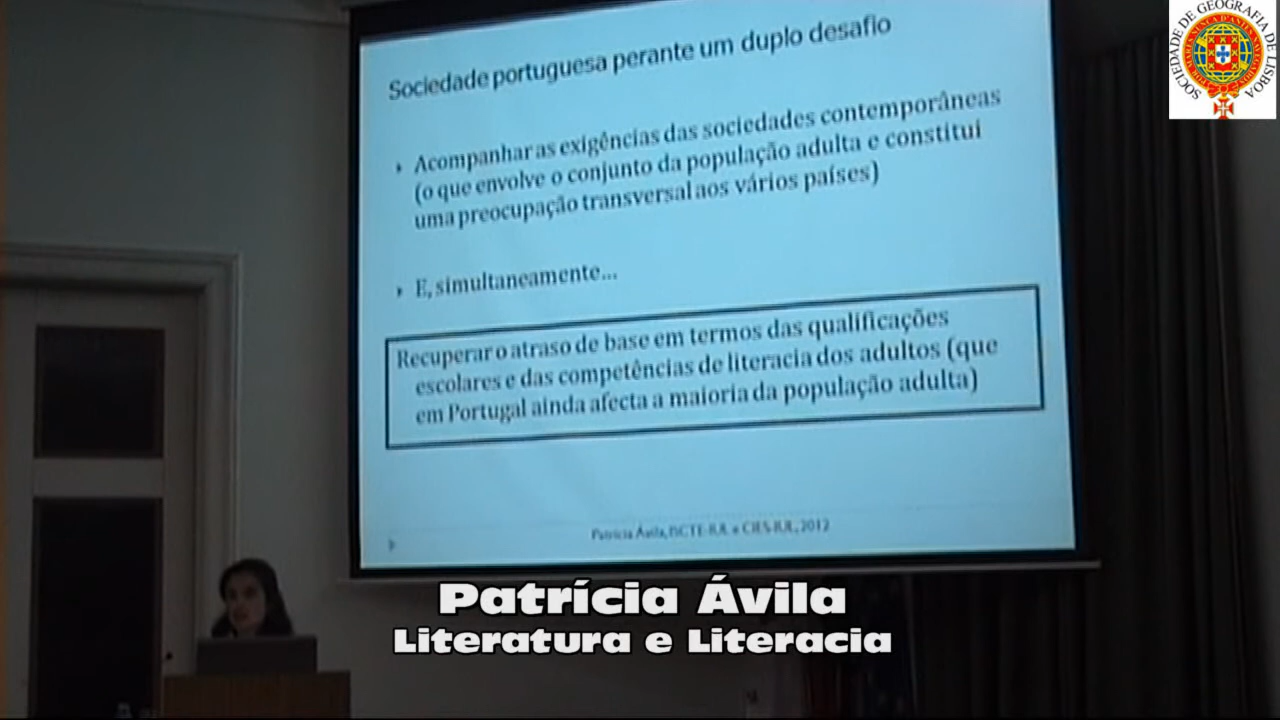 Sociedade portuguesa perante um duplo desafio
Acompanhar as exigências das sociedades contemporâneas
(o que envolve o conjunto da população adulta e constitui
uma preocupação transversal aos vários países)
E, simultaneamente...
Recuperar o atraso de base em termos das qualificações
escolares e das competências de literacia dos adultos (que
em Portugal ainda afecta a maioria da população adulta)
Patrícia Ávila, ISCTE-IUL e CIES-IUL, 2012
Patrícia Ávila
Literatura e Literacia
SOCIEDADE DE GEOGRAFIA DE LISBOA